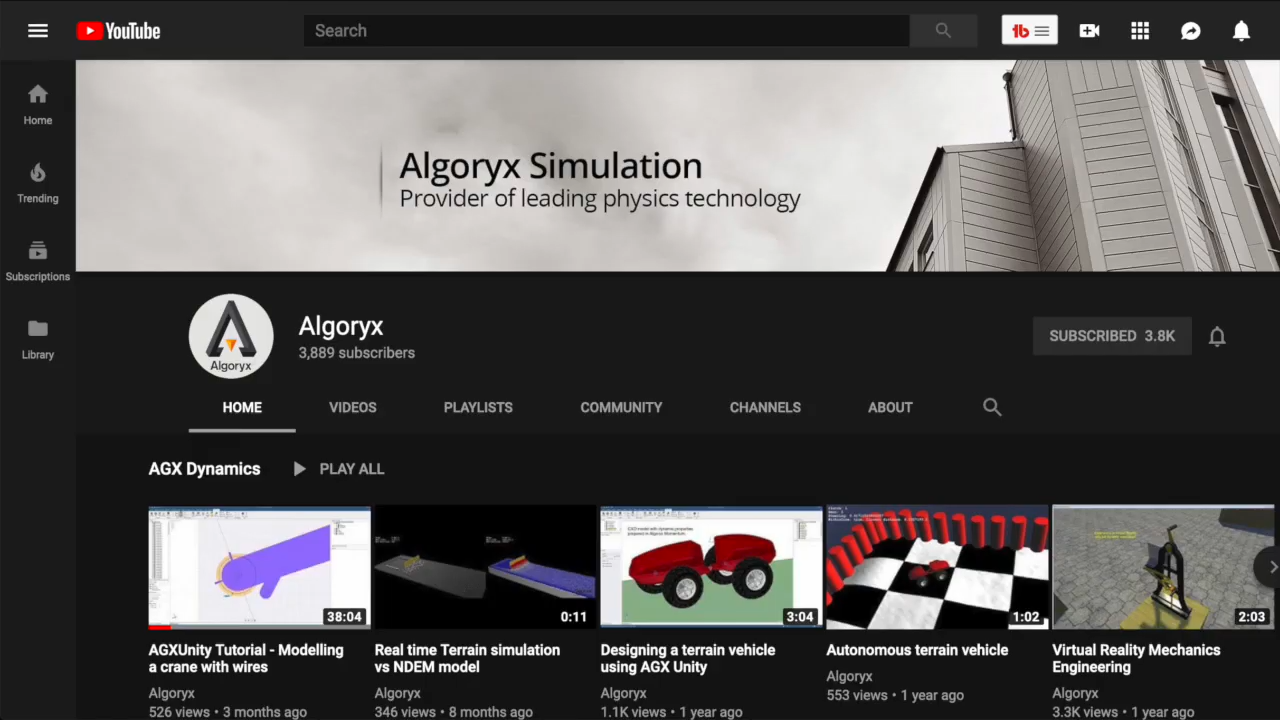 YouTube
Search
Home
Trending
Subscriptions
Library
Algoryx Simulation
Provider of leading physics technology
Algoryx
Algoryx
3,889 subscribers
SUBSCRIBED 3.8K
HOME
VIDEOS
PLAYLISTS
COMMUNITY
CHANNELS
ABOUT
AGX Dynamics
PLAY ALL
38:04
0:11
3:04
1:02
2:03
AGXUnity Tutorial - Modelling
a crane with wires
Algoryx
526 views • 3 months ago
Real time Terrain simulation
vs NDEM model
Algoryx
346 views • 8 months ago
Designing a terrain vehicle
using AGX Unity
Algoryx
1.1K views • 1 year ago
Autonomous terrain vehicle
Algoryx
553 views • 1 year ago
Virtual Reality Mechanics
Engineering
Algoryx
3.3K views • 1 year ago